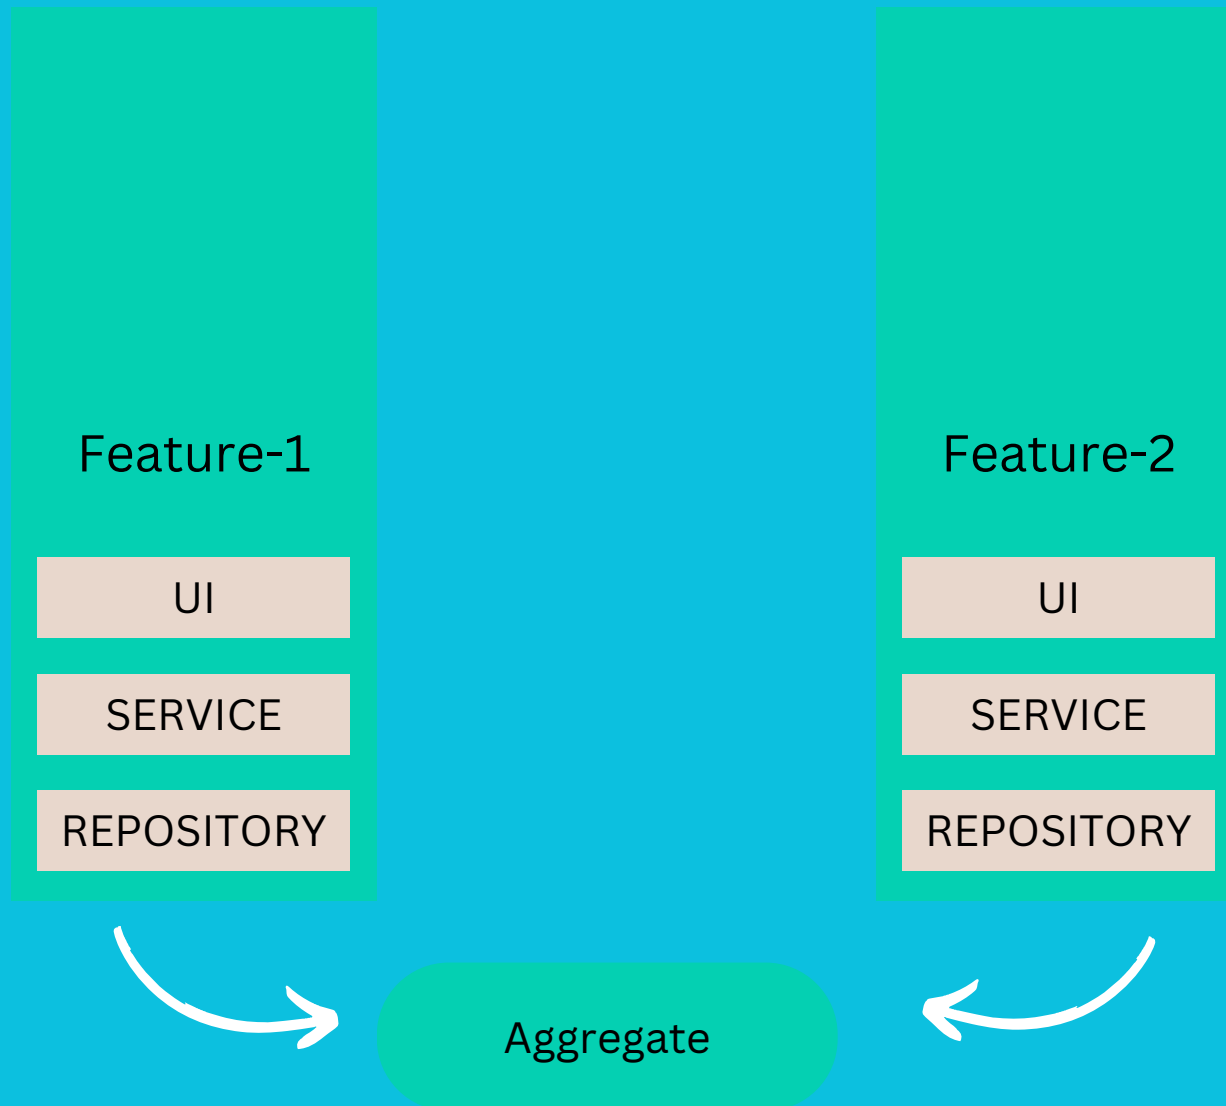 Feature-1
UI
SERVICE
REPOSITORY
Feature-2
UI
SERVICE
REPOSITORY
Aggregate